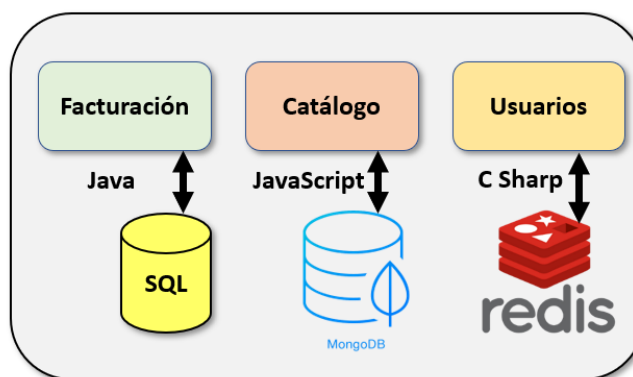 Facturación
Catálogo
Usuarios
Java
JavaScript
C Sharp
SQL
MongoDB
redis